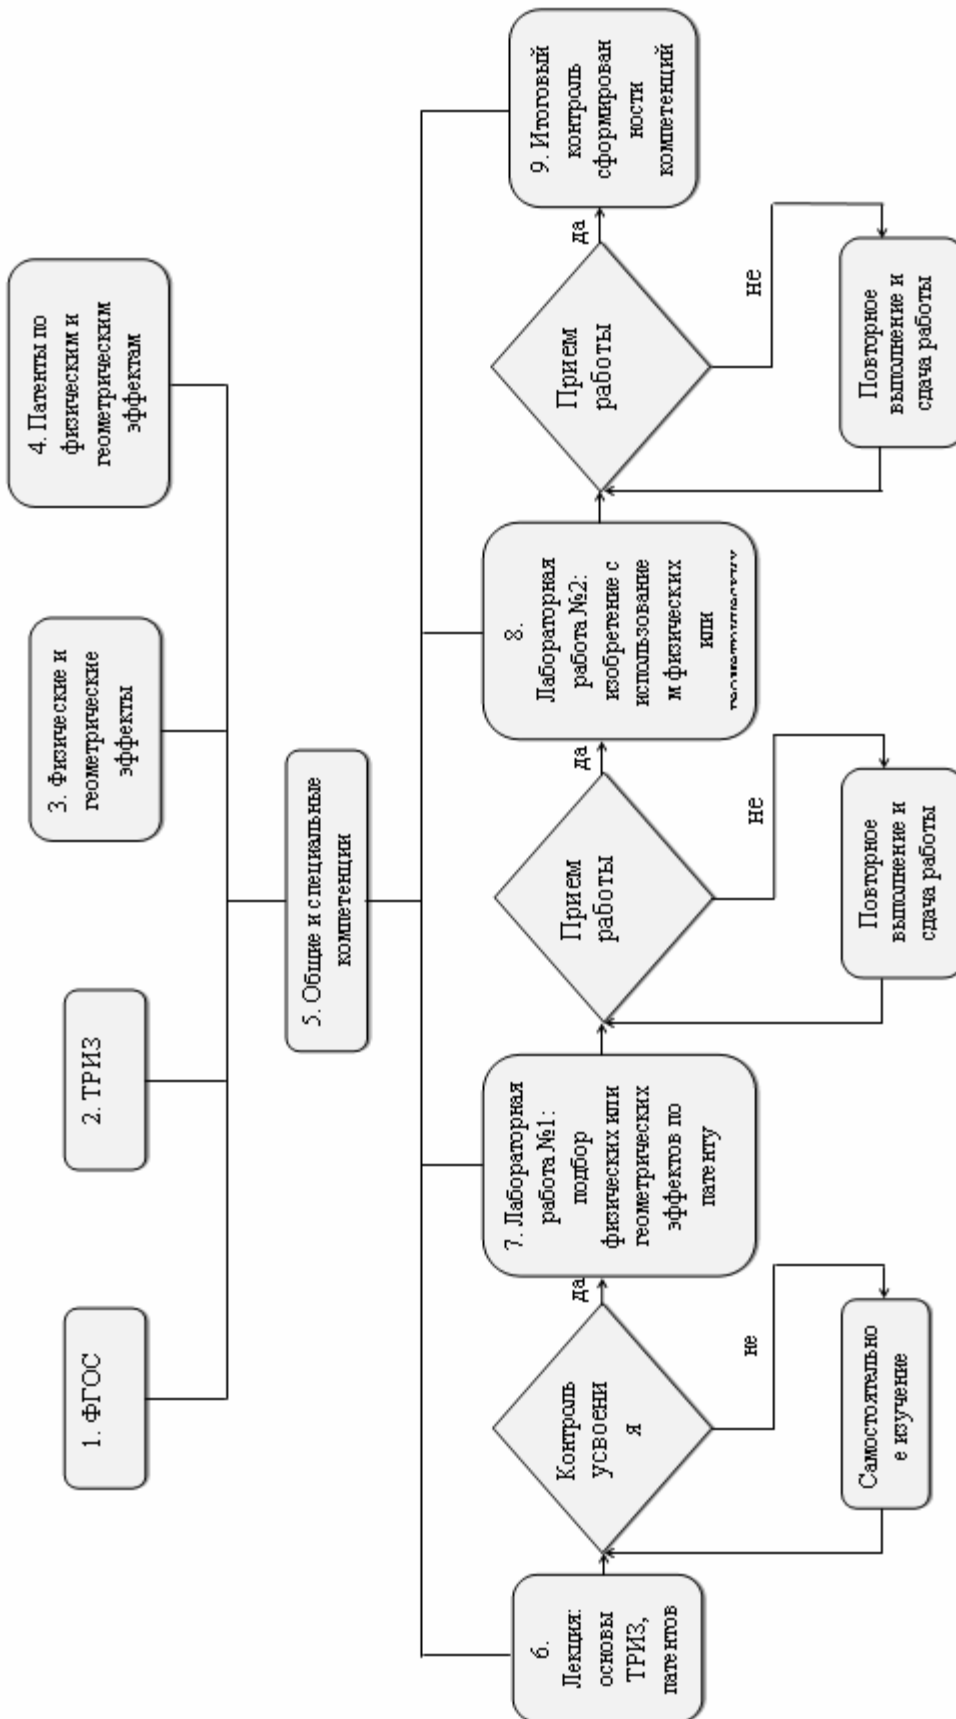 1. ФГОС
2. ТРИЗ
3. Физические и
геометрические
эффекты
4. Патенты по
физическим и
геометрическим
эффектам
5. Общие и специальные
компетенции
6.
Лекция:
основы
ТРИЗ,
патентов
Контроль
усвоени
я
да
не
Самостоятельно
е изучение
7. Лабораторная
работа №1:
подбор
физических или
геометрических
эффектов по
патенту
Прием
работы
да
не
Повторное
выполнение и
сдача работы
8.
Лабораторная
работа №2:
изобретение с
использование
м физических
или
геометрических
Прием
работы
да
не
Повторное
выполнение и
сдача работы
9. Итоговый
контроль
сформирован
ности
компетенций